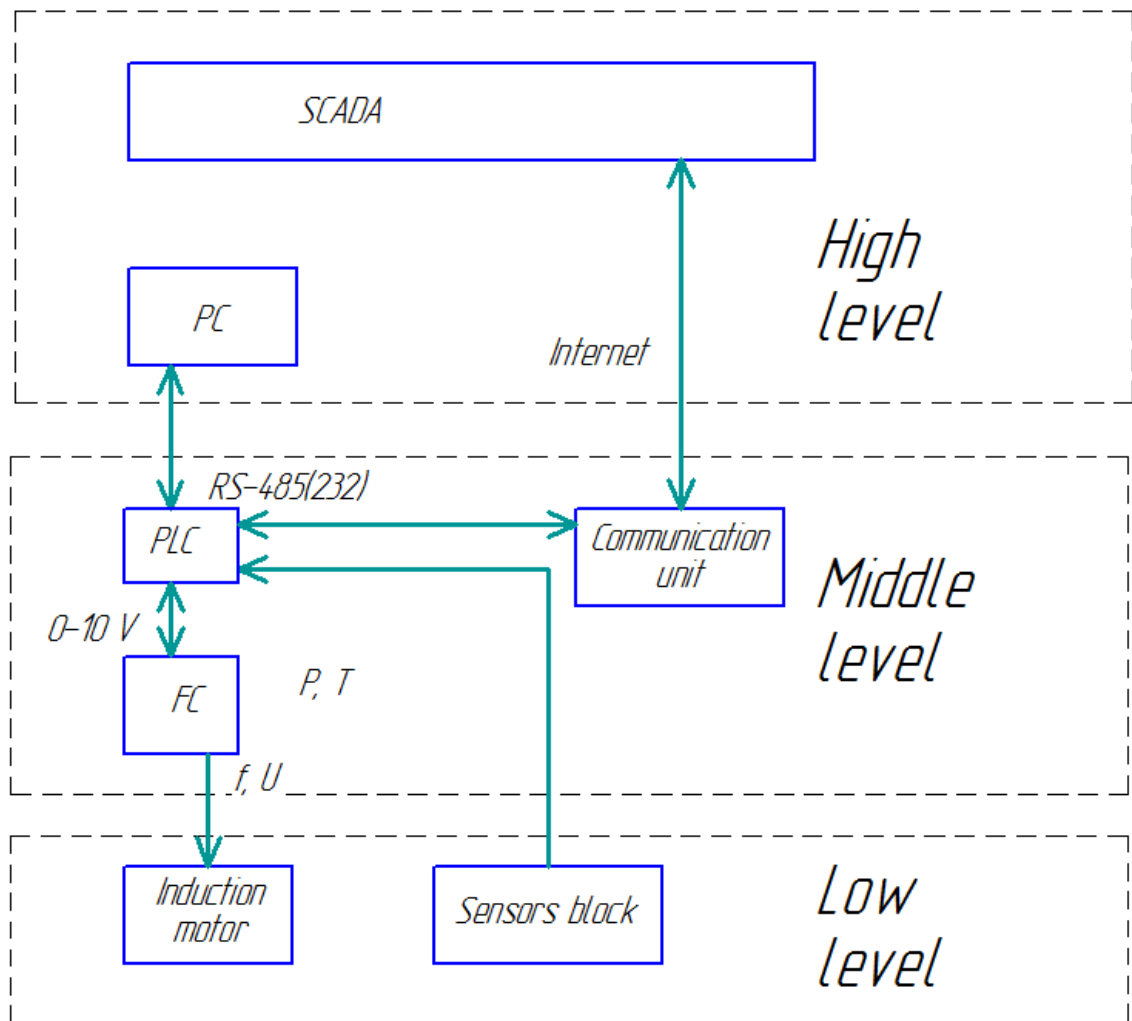 SCADA
High
level
PC
Internet
RS-485(232)
PLC
Communication
unit
Middle
level
0-10 V
P, T
FC
f, U
Induction
motor
Sensors block
Low
level